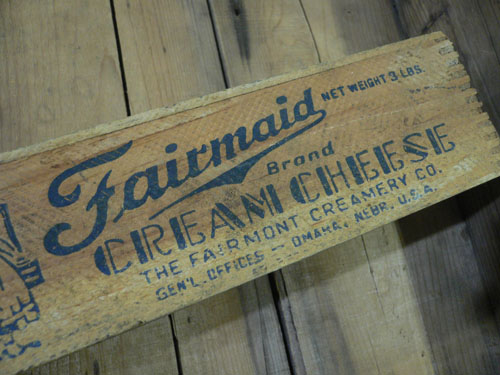 Fairmaid
NET WEIGHT 3 LBS.
Brand
CREAM CHEESE
THE FAIRMONT CREAMERY CO.
GEN'L. OFFICES — OMAHA, NEBR. U.S.A.